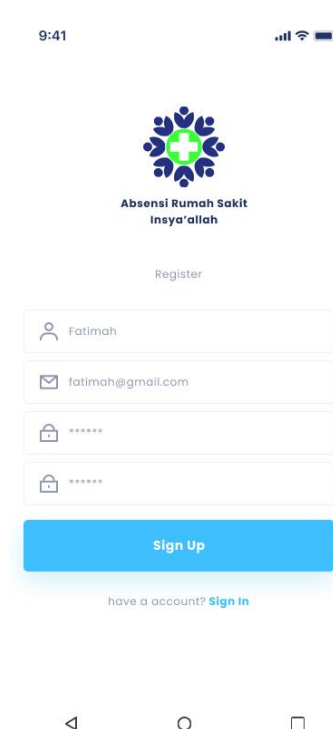 9:41
Absensi Rumah Sakit
Insya'allah
Register
Fatimah
fatimah@gmail.com
******
******
Sign Up
have a account? Sign In